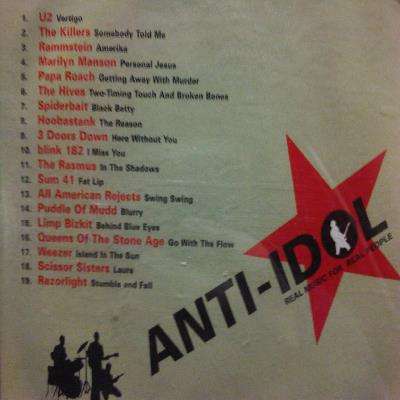 1. U2 Vertigo
2. The Killers Somebody Told Me
3. Rammstein Amerika
4. Marilyn Manson Personal Jesus
5. Papa Roach Getting Away With Murder
6. The Hives Two-Timing Touch And Broken Bones
7. Spiderbait Black Betty
8. Hoobastank The Reason
9. 3 Doors Down Here Without You
10. blink 182 I Miss You
11. The Rasmus In The Shadows
12. Sum 41 Fat Lip
13. All American Rejects Swing Swing
14. Puddle Of Mudd Blurry
15. Limp Bizkit Behind Blue Eyes
16. Queens Of The Stone Age Go With The Flow
17. Weezer Island In The Sun
18. Scissor Sisters Laura
19. Razorlight Stumble and Fall
ANTI-IDOL
REAL MUSIC FOR REAL PEOPLE